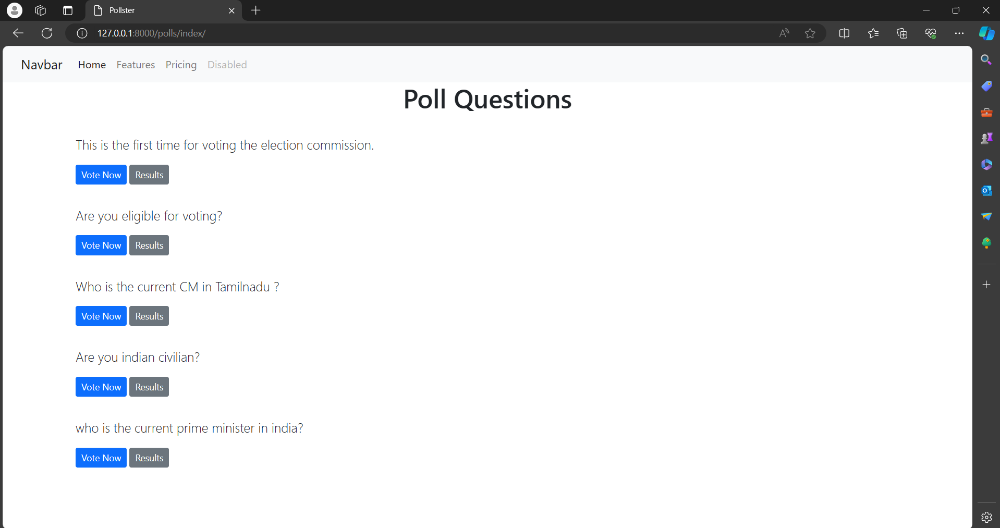 Pollster
127.0.0.1:8000/polls/index/
Navbar Home Features Pricing Disabled
Poll Questions
This is the first time for voting the election commission.
Vote Now Results
Are you eligible for voting?
Vote Now Results
Who is the current CM in Tamilnadu ?
Vote Now Results
Are you indian civilian?
Vote Now Results
who is the current prime minister in india?
Vote Now Results